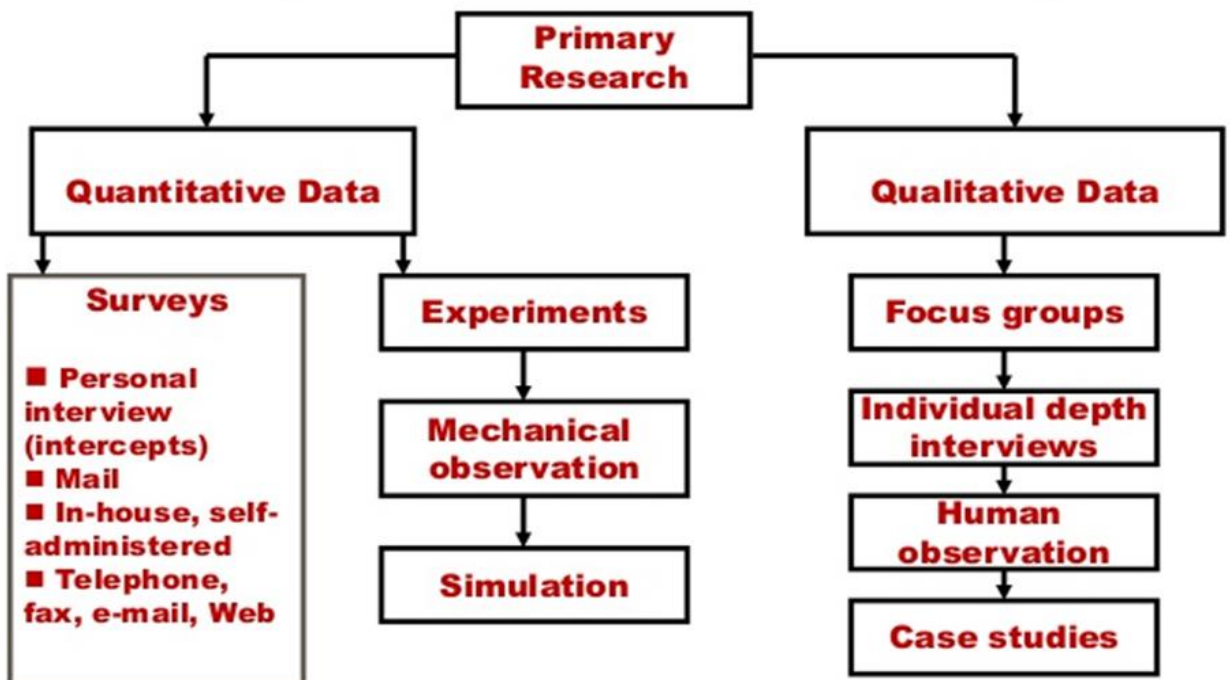 Primary
Research
Quantitative Data
Qualitative Data
Surveys
■ Personal
interview
(intercepts)
■ Mail
■ In-house, self-
administered
■ Telephone,
fax, e-mail, Web
Experiments
Mechanical
observation
Simulation
Focus groups
Individual depth
interviews
Human
observation
Case studies